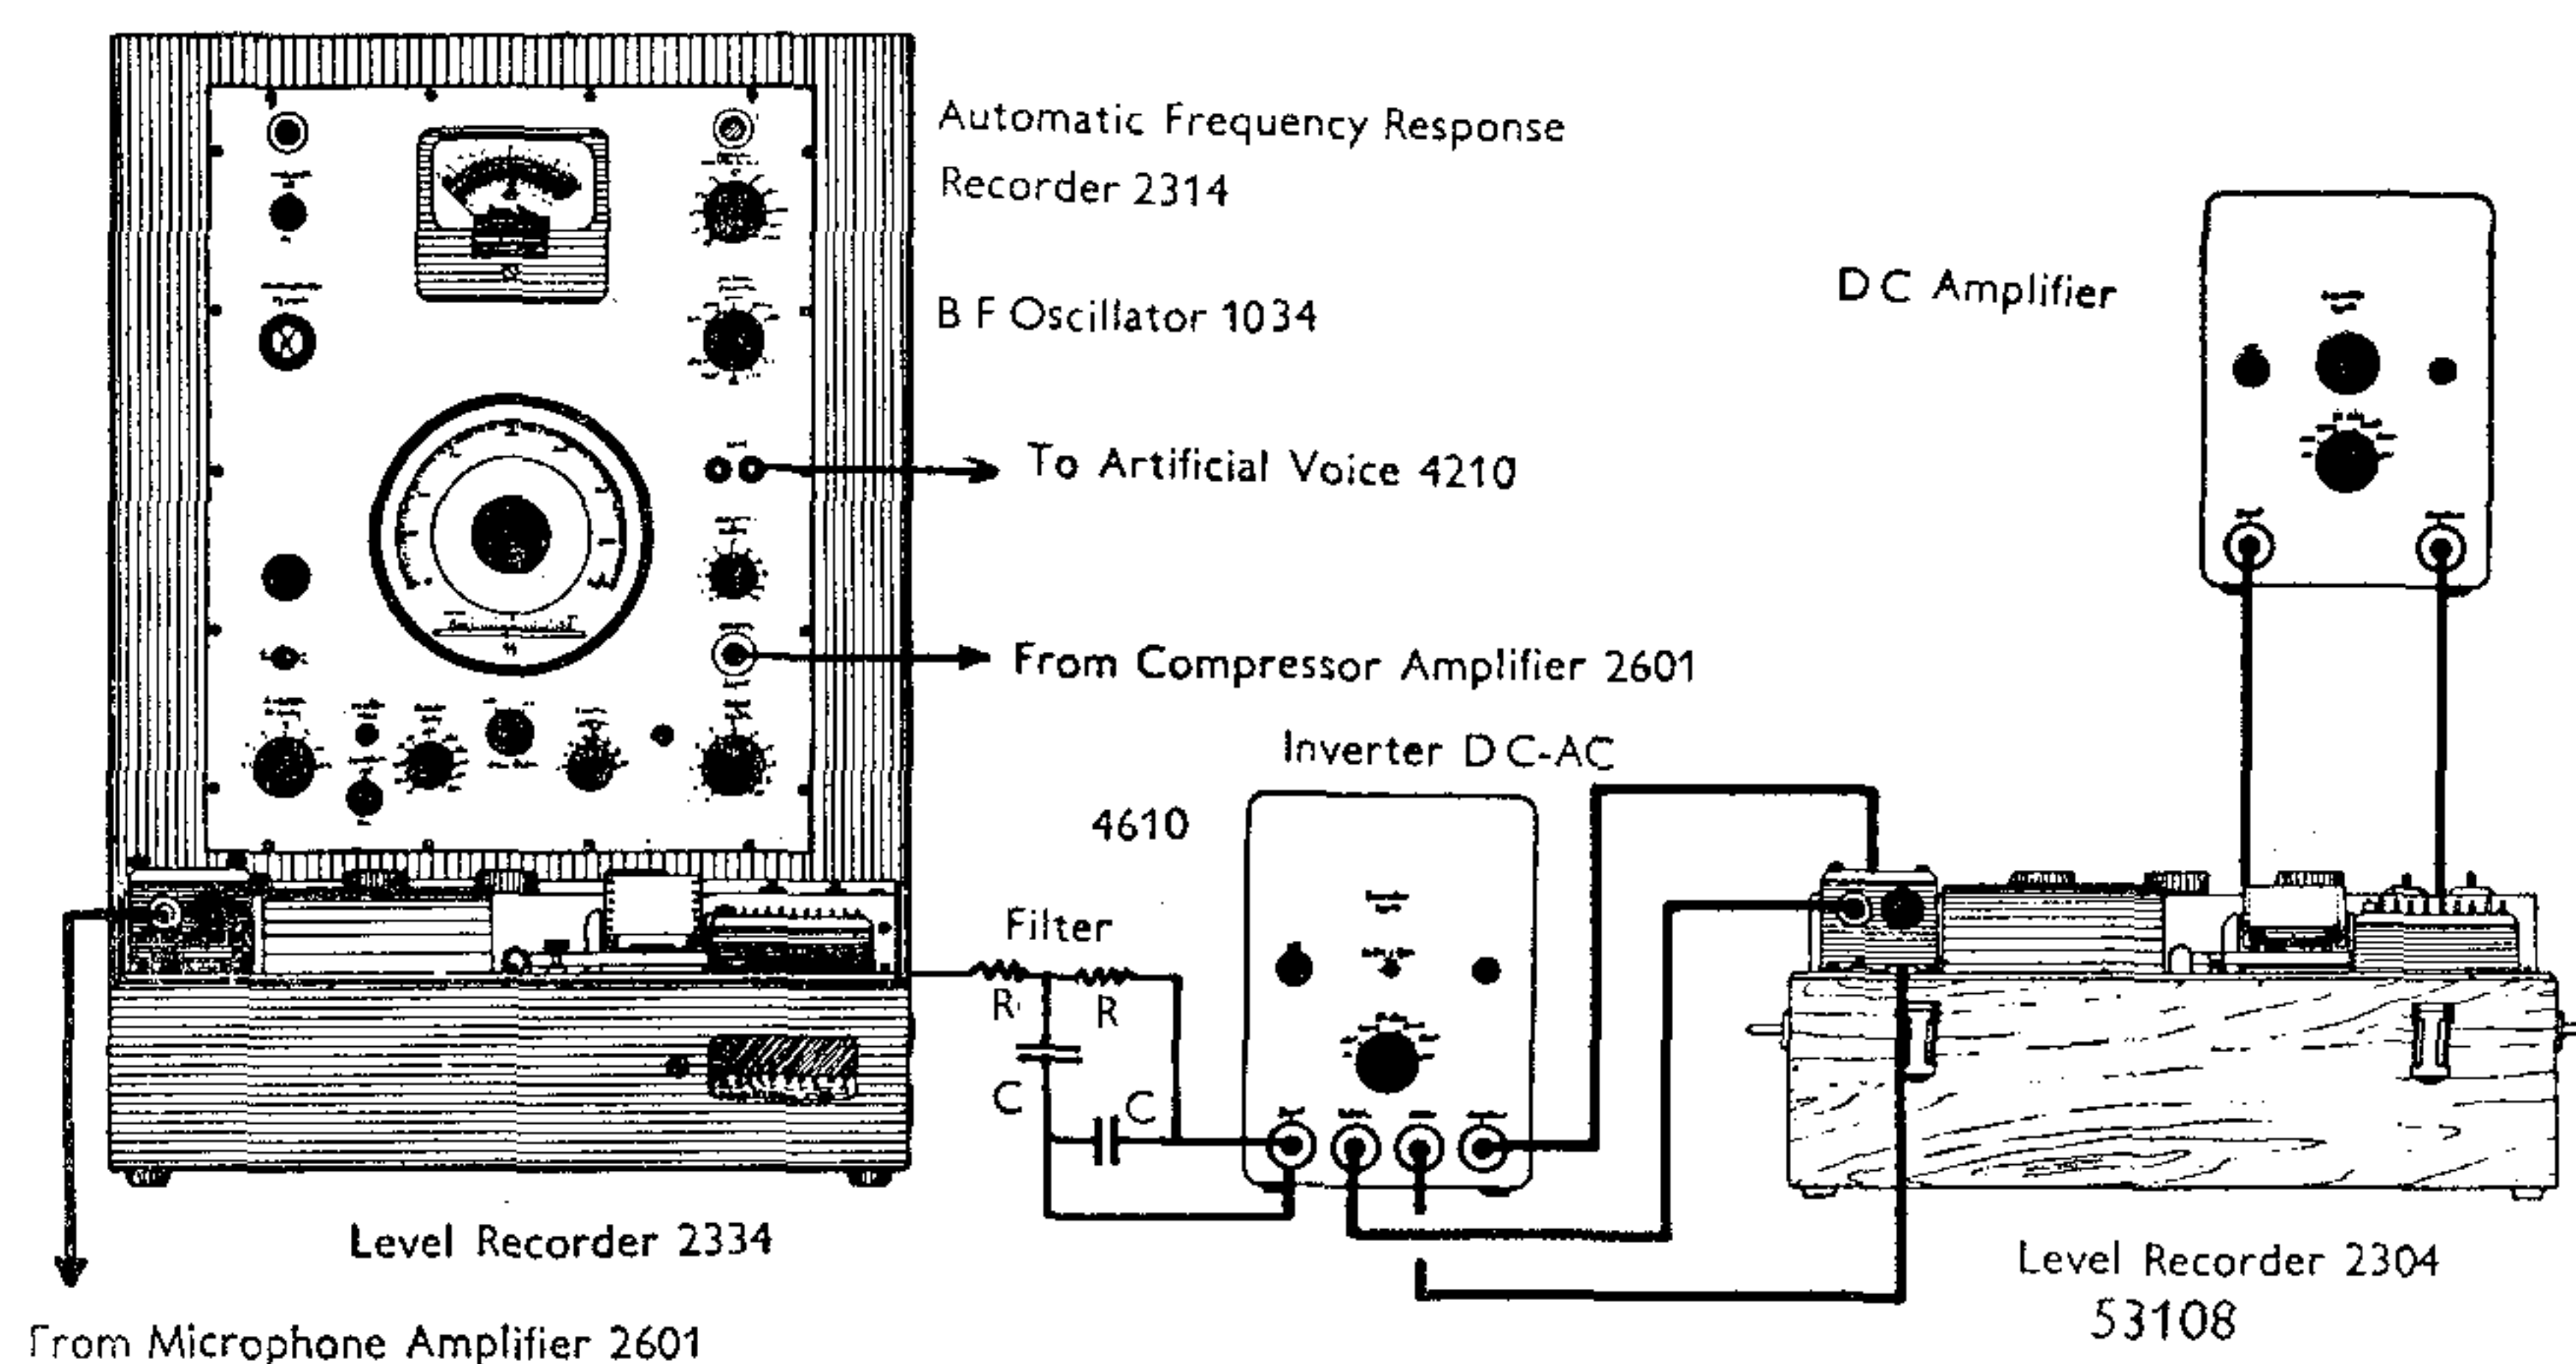 Automatic Frequency Response
Recorder 2314
B F Oscillator 1034
D C Amplifier
To Artificial Voice 4210
From Compressor Amplifier 2601
Inverter D C-AC
4610
Filter
R R
C C
Level Recorder 2334
Level Recorder 2304
53108
From Microphone Amplifier 2601